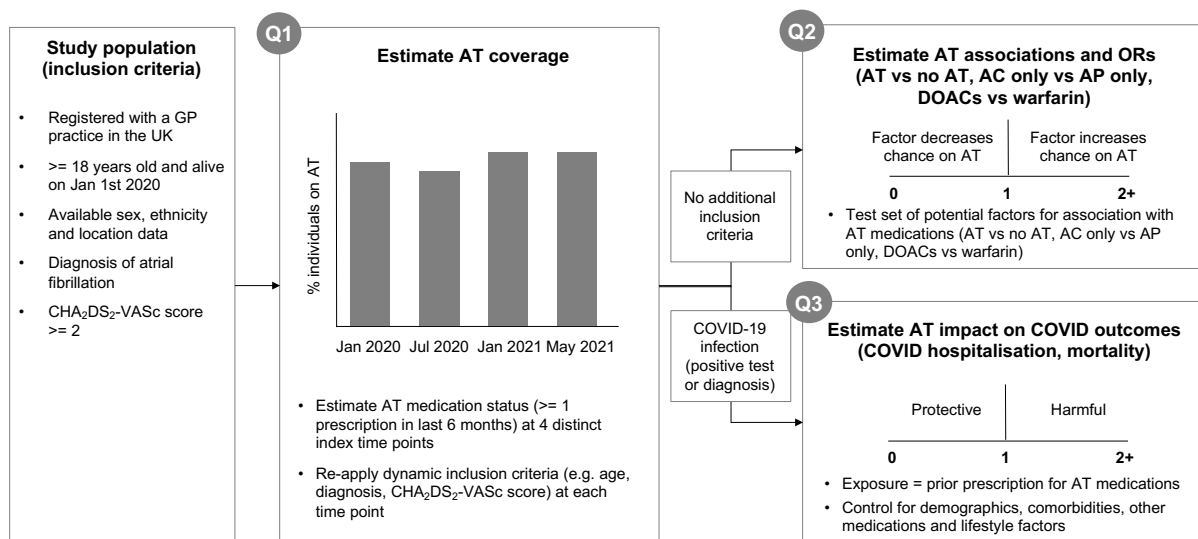 Study population
(inclusion criteria)
• Registered with a GP
practice in the UK
• >= 18 years old and alive
on Jan 1st 2020
• Available sex, ethnicity
and location data
• Diagnosis of atrial
fibrillation
• CHA₂DS₂-VASc score
>= 2
Q1
Estimate AT coverage
% individuals on AT
Jan 2020 Jul 2020 Jan 2021 May 2021
• Estimate AT medication status (>= 1
prescription in last 6 months) at 4 distinct
index time points
• Re-apply dynamic inclusion criteria (e.g. age,
diagnosis, CHA₂DS₂-VASc score) at each
time point
No additional
inclusion
criteria
COVID-19
infection
(positive test
or diagnosis)
Q2
Estimate AT associations and ORs
(AT vs no AT, AC only vs AP only,
DOACs vs warfarin)
Factor decreases
chance on AT
Factor increases
chance on AT
0 1 2+
• Test set of potential factors for association with
AT medications (AT vs no AT, AC only vs AP
only, DOACs vs warfarin)
Q3
Estimate AT impact on COVID outcomes
(COVID hospitalisation, mortality)
Protective Harmful
0 1 2+
• Exposure = prior prescription for AT medications
• Control for demographics, comorbidities, other
medications and lifestyle factors